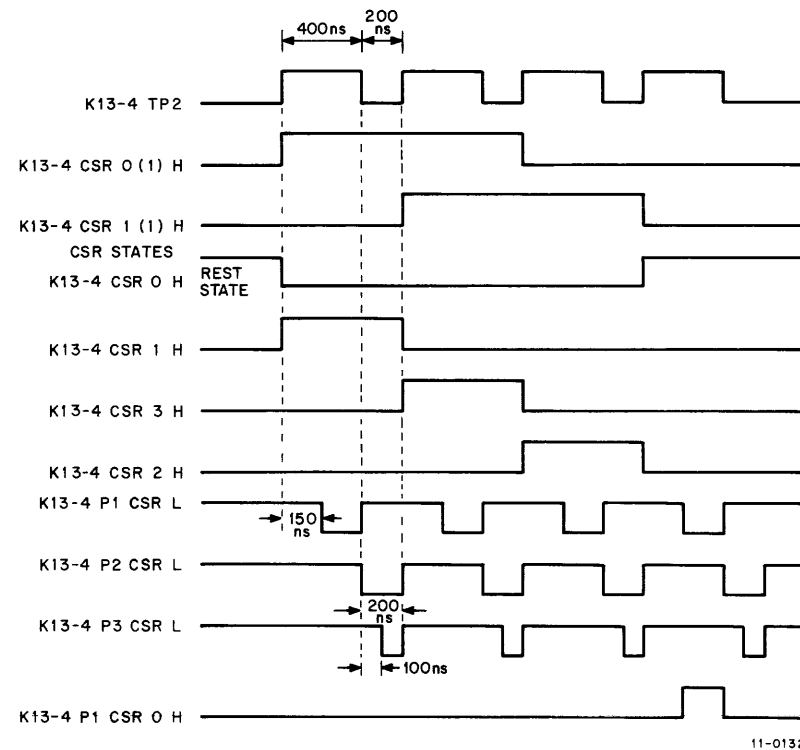 200
400ns
ns
K13-4 TP2
K13-4 CSR 0 (1) H
K13-4 CSR 1 (1) H
CSR STATES
REST
K13-4 CSR 0 H
STATE
K13-4 CSR 1 H
K13-4 CSR 3 H
K13-4 CSR 2 H
K13-4 P1 CSR L
150
ns
K13-4 P2 CSR L
200
ns
K13-4 P3 CSR L
100ns
K13-4 P1 CSR 0 H
11-0132